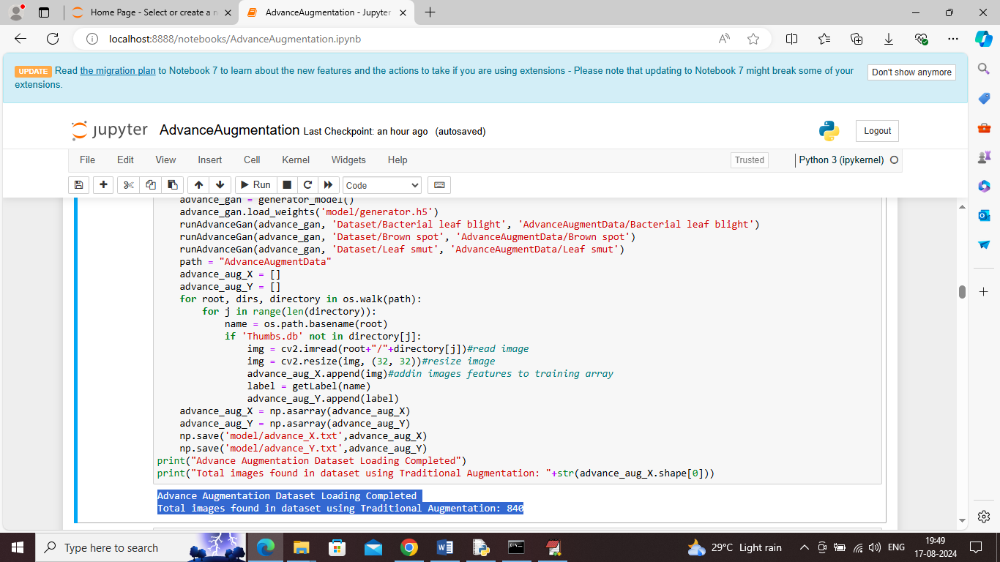 Home Page - Select or create a n
AdvanceAugmentation - Jupyter
localhost:8888/notebooks/AdvanceAugmentation.ipynb
UPDATE Read the migration plan to Notebook 7 to learn about the new features and the actions to take if you are using extensions - Please note that updating to Notebook 7 might break some of your
extensions.
Don't show anymore
jupyter AdvanceAugmentation Last Checkpoint: an hour ago (autosaved)
Logout
File Edit View Insert Cell Kernel Widgets Help
Trusted
Python 3 (ipykernel)
Run
Code
    advance_gan = generator_model()
    advance_gan.load_weights('model/generator.h5')
    runAdvanceGan(advance_gan, 'Dataset/Bacterial leaf blight', 'AdvanceAugmentData/Bacterial leaf blight')
    runAdvanceGan(advance_gan, 'Dataset/Brown spot', 'AdvanceAugmentData/Brown spot')
    runAdvanceGan(advance_gan, 'Dataset/Leaf smut', 'AdvanceAugmentData/Leaf smut')
    path = "AdvanceAugmentData"
    advance_aug_X = []
    advance_aug_Y = []
    for root, dirs, directory in os.walk(path):
        for j in range(len(directory)):
            name = os.path.basename(root)
            if 'Thumbs.db' not in directory[j]:
                img = cv2.imread(root+"/"+directory[j])#read image
                img = cv2.resize(img, (32, 32))#resize image
                advance_aug_X.append(img)#addin images features to training array
                label = getLabel(name)
                advance_aug_Y.append(label)
    advance_aug_X = np.asarray(advance_aug_X)
    advance_aug_Y = np.asarray(advance_aug_Y)
    np.save('model/advance_X.txt',advance_aug_X)
    np.save('model/advance_Y.txt',advance_aug_Y)
print("Advance Augmentation Dataset Loading Completed")
print("Total images found in dataset using Traditional Augmentation: "+str(advance_aug_X.shape[0]))
Advance Augmentation Dataset Loading Completed
Total images found in dataset using Traditional Augmentation: 840
Type here to search
29°C Light rain
ENG
19:49
17-08-2024